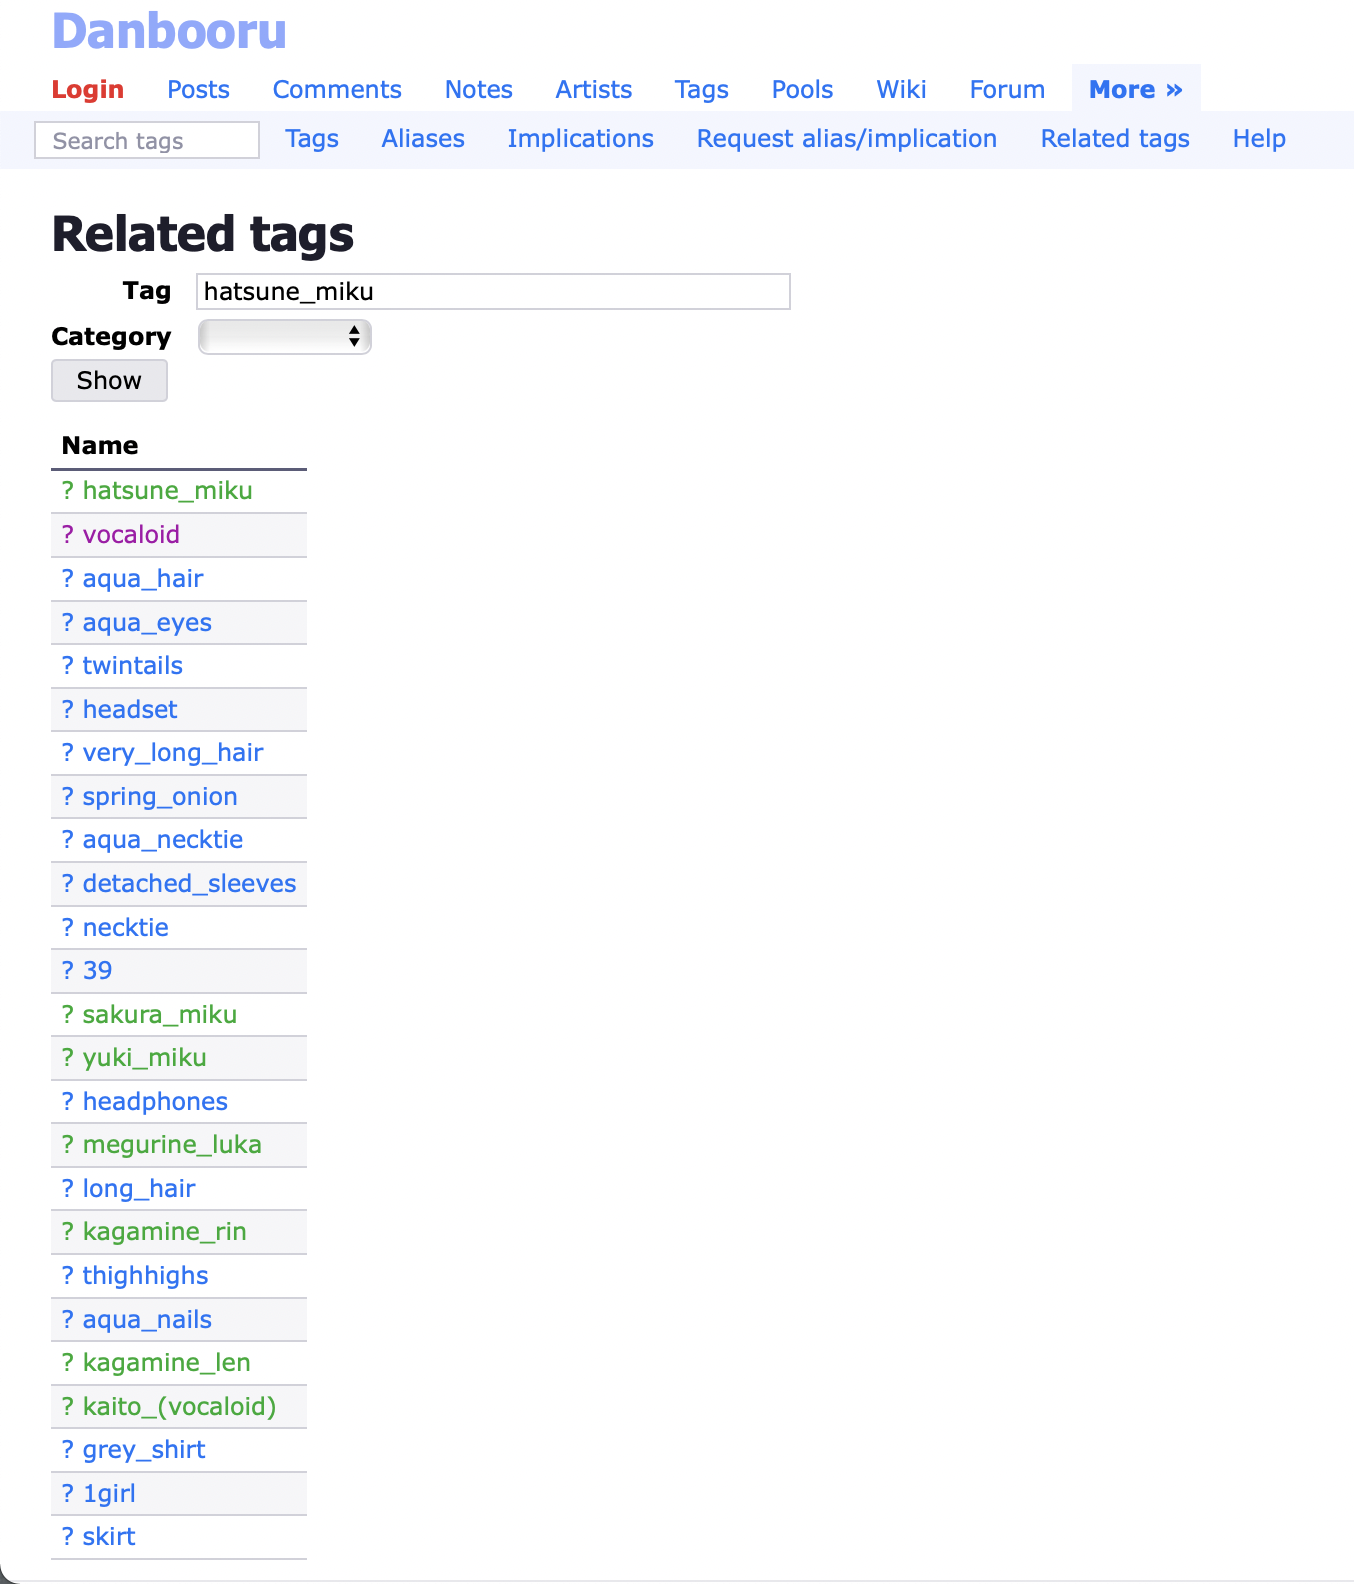 Danbooru
Login Posts Comments Notes Artists Tags Pools Wiki Forum More »
Search tags Tags Aliases Implications Request alias/implication Related tags Help
Related tags
Tag hatsune_miku
Category
Show
Name
? hatsune_miku
? vocaloid
? aqua_hair
? aqua_eyes
? twintails
? headset
? very_long_hair
? spring_onion
? aqua_necktie
? detached_sleeves
? necktie
? 39
? sakura_miku
? yuki_miku
? headphones
? megurine_luka
? long_hair
? kagamine_rin
? thighhighs
? aqua_nails
? kagamine_len
? kaito_(vocaloid)
? grey_shirt
? 1girl
? skirt